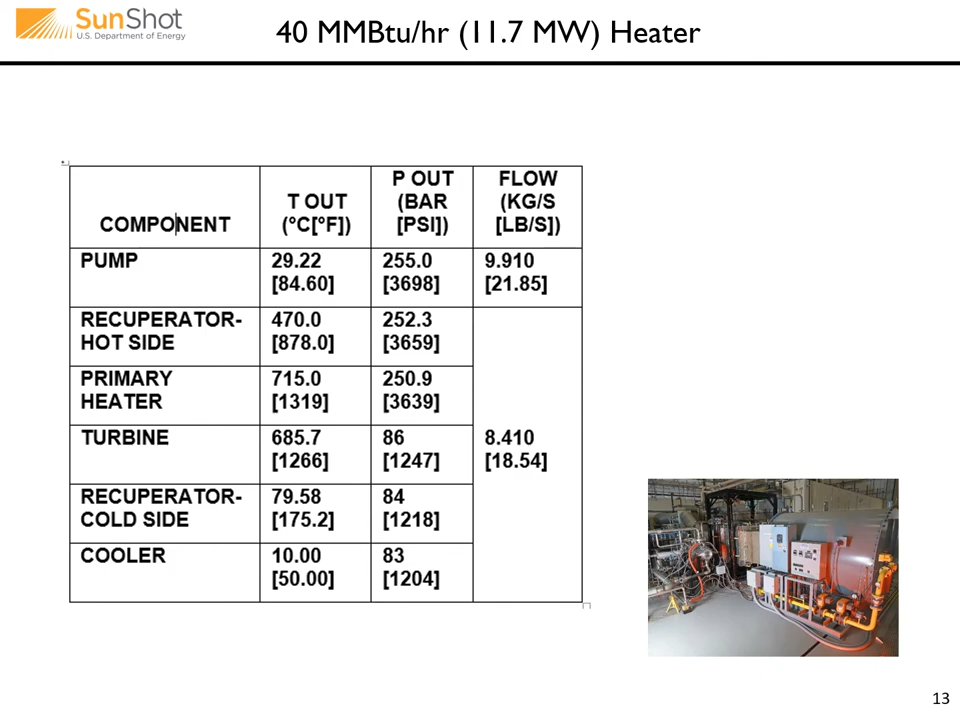 SunShot
U.S. Department of Energy
40 MMBtu/hr (11.7 MW) Heater
COMPONENT
T OUT
(°C[°F])
P OUT
(BAR
[PSI])
FLOW
(KG/S
[LB/S])
PUMP
29.22
[84.60]
255.0
[3698]
9.910
[21.85]
RECUPERATOR-
HOT SIDE
470.0
[878.0]
252.3
[3659]
PRIMARY
HEATER
715.0
[1319]
250.9
[3639]
TURBINE
685.7
[1266]
86
[1247]
8.410
[18.54]
RECUPERATOR-
COLD SIDE
79.58
[175.2]
84
[1218]
COOLER
10.00
[50.00]
83
[1204]
13